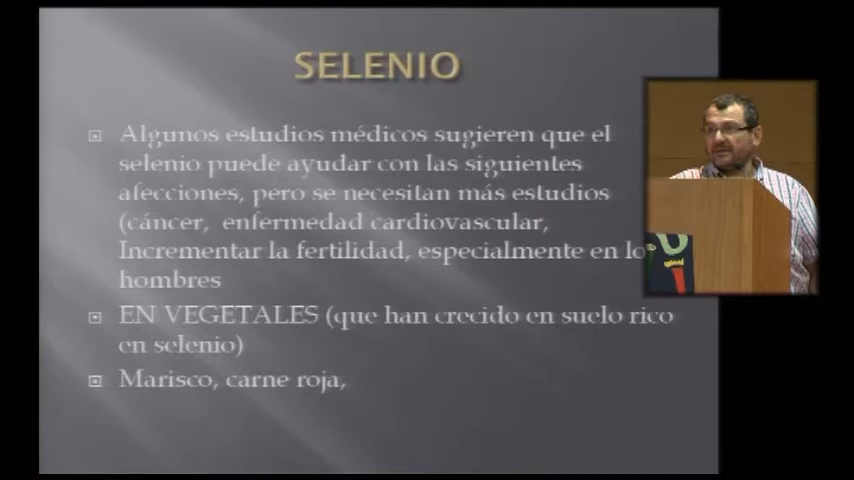 SELENIO
Algunos estudios médicos sugieren que el
selenio puede ayudar con las siguientes
afecciones, pero se necesitan más estudios
(cáncer, enfermedad cardiovascular,
Incrementar la fertilidad, especialmente en lo
hombres
EN VEGETALES (que han crecido en suelo rico
en selenio)
Marisco, carne roja,